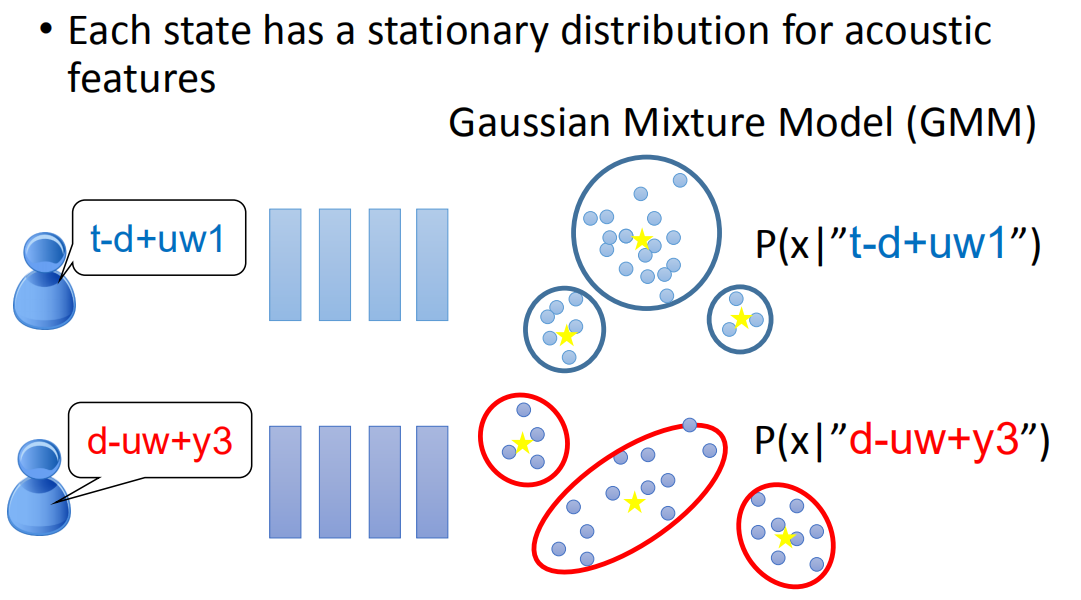 • Each state has a stationary distribution for acoustic
features
Gaussian Mixture Model (GMM)
t-d+uw1
P(x|”t-d+uw1”)
d-uw+y3
P(x|”d-uw+y3”)